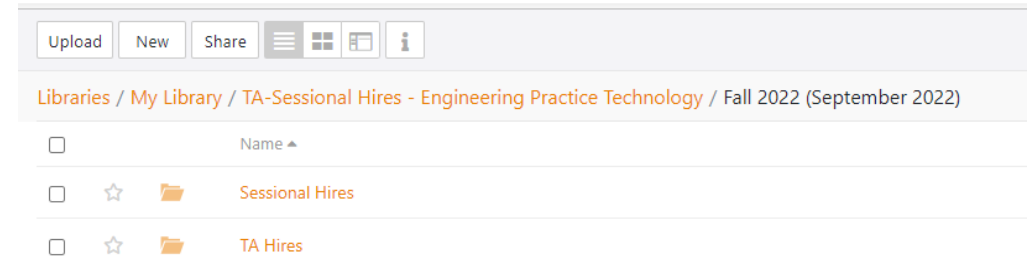 Upload New Share i
Libraries / My Library / TA-Sessional Hires - Engineering Practice Technology / Fall 2022 (September 2022)
Name
Sessional Hires
TA Hires